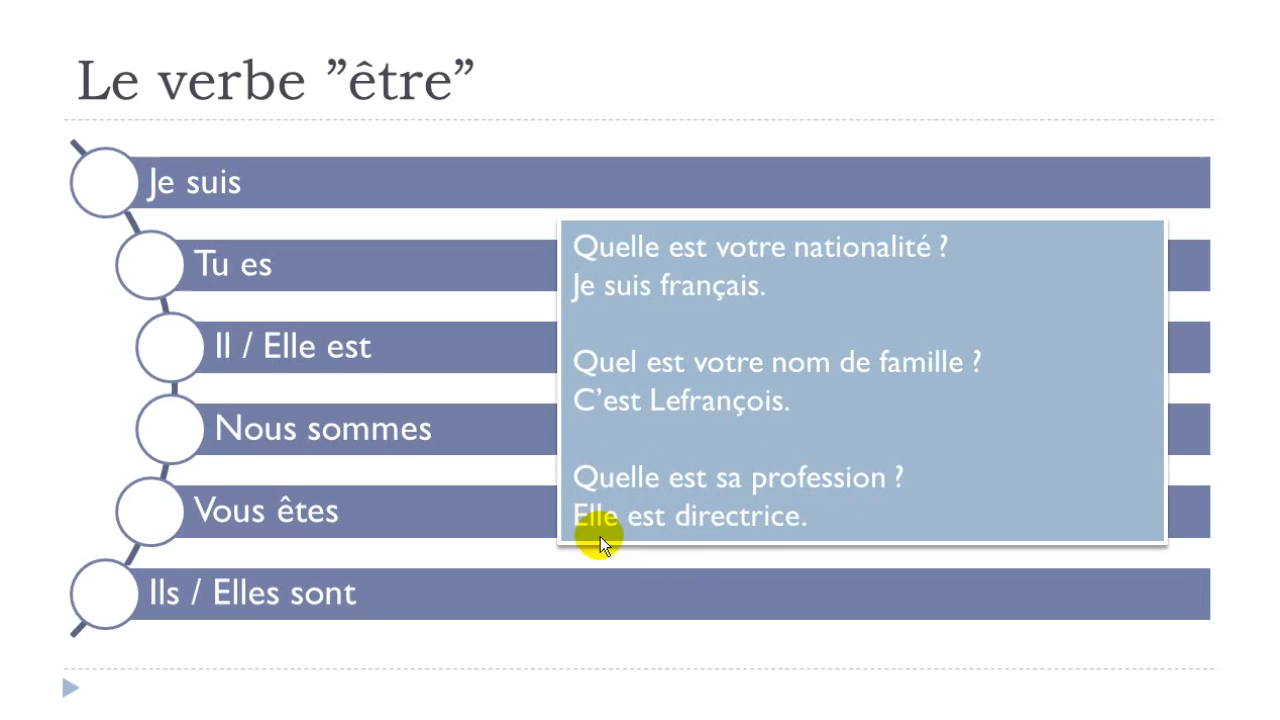 Le verbe ”être”
Je suis
Tu es
Il / Elle est
Nous sommes
Vous êtes
Ils / Elles sont
Quelle est votre nationalité ?
Je suis français.
Quel est votre nom de famille ?
C’est Lefrançois.
Quelle est sa profession ?
Elle est directrice.